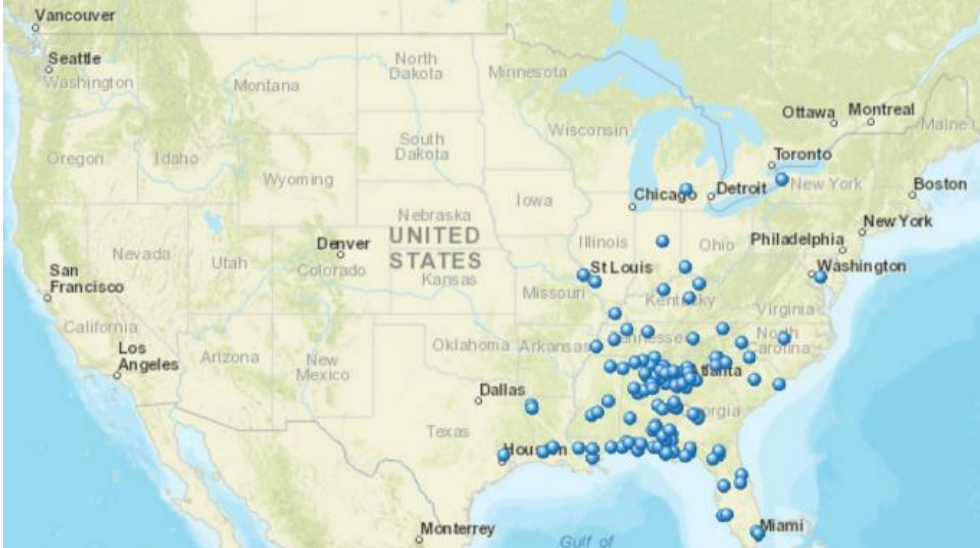 Vancouver
Seattle
Washington
Montana
North
Dakota
Minnesota
Ottawa
Montreal
Maine
Wisconsin
Toronto
Oregon
Idaho
South
Dakota
Wyoming
Chicago
Detroit
New York
Boston
Iowa
Nebraska
New York
Nevada
Utah
Denver
Colorado
UNITED
STATES
Kansas
Illinois
Ohio
Philadelphia
St Louis
Washington
San
Francisco
Missouri
Kentucky
Virginia
California
Los
Angeles
Arizona
New
Mexico
Oklahoma
Arkansas
North
Carolina
Atlanta
Dallas
Texas
Houston
Miami
Monterrey
Gulf of